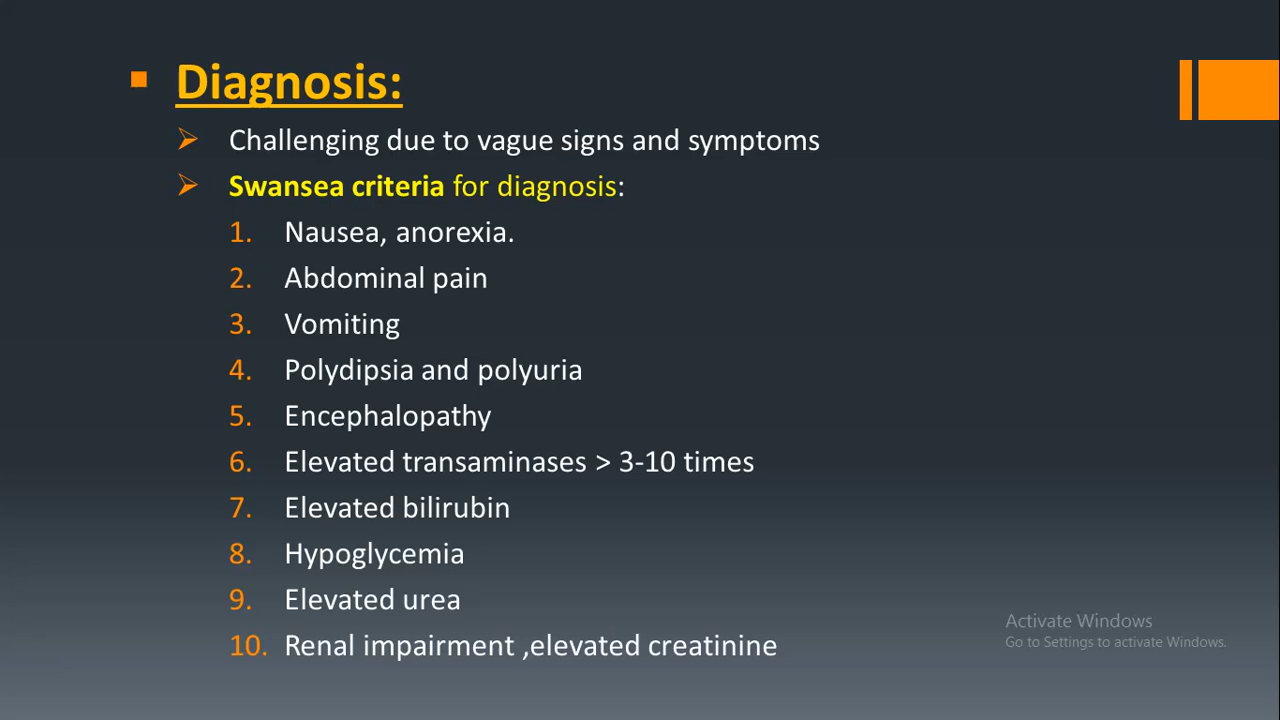 Diagnosis:
Challenging due to vague signs and symptoms
Swansea criteria for diagnosis:
1. Nausea, anorexia.
2. Abdominal pain
3. Vomiting
4. Polydipsia and polyuria
5. Encephalopathy
6. Elevated transaminases > 3-10 times
7. Elevated bilirubin
8. Hypoglycemia
9. Elevated urea
10. Renal impairment ,elevated creatinine
Activate Windows
Go to Settings to activate Windows.